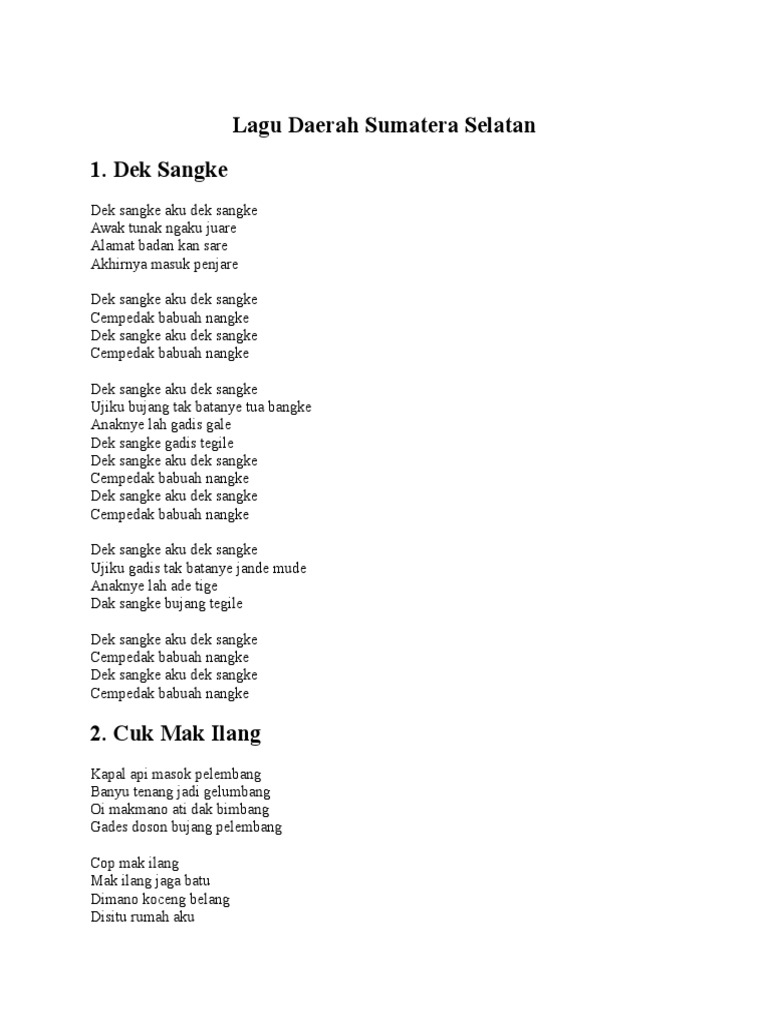 Lagu Daerah Sumatera Selatan
1. Dek Sangke
Dek sangke aku dek sangke
Awak tunak ngaku juare
Alamat badan kan sare
Akhirnya masuk penjare
Dek sangke aku dek sangke
Cempedak babuah nangke
Dek sangke aku dek sangke
Cempedak babuah nangke
Dek sangke aku dek sangke
Ujiku bujang tak batanye tua bangke
Anaknye lah gadis gale
Dek sangke gadis tegile
Dek sangke aku dek sangke
Cempedak babuah nangke
Dek sangke aku dek sangke
Cempedak babuah nangke
Dek sangke aku dek sangke
Ujiku gadis tak batanye jande mude
Anaknye lah ade tige
Dak sangke bujang tegile
Dek sangke aku dek sangke
Cempedak babuah nangke
Dek sangke aku dek sangke
Cempedak babuah nangke
2. Cuk Mak Ilang
Kapal api masok pelembang
Banyu tenang jadi gelumbang
Oi makmano ati dak bimbang
Gades doson bujang pelembang
Cop mak ilang
Mak ilang jaga batu
Dimano koceng belang
Disitu rumah aku